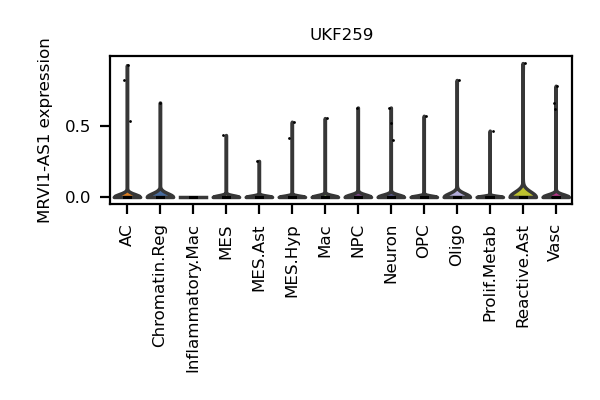 UKF259
MRVI1-AS1 expression
0.5
0.0
AC
Chromatin.Reg
Inflammatory.Mac
MES
MES.Ast
MES.Hyp
Mac
NPC
Neuron
OPC
Oligo
Prolif.Metab
Reactive.Ast
Vasc